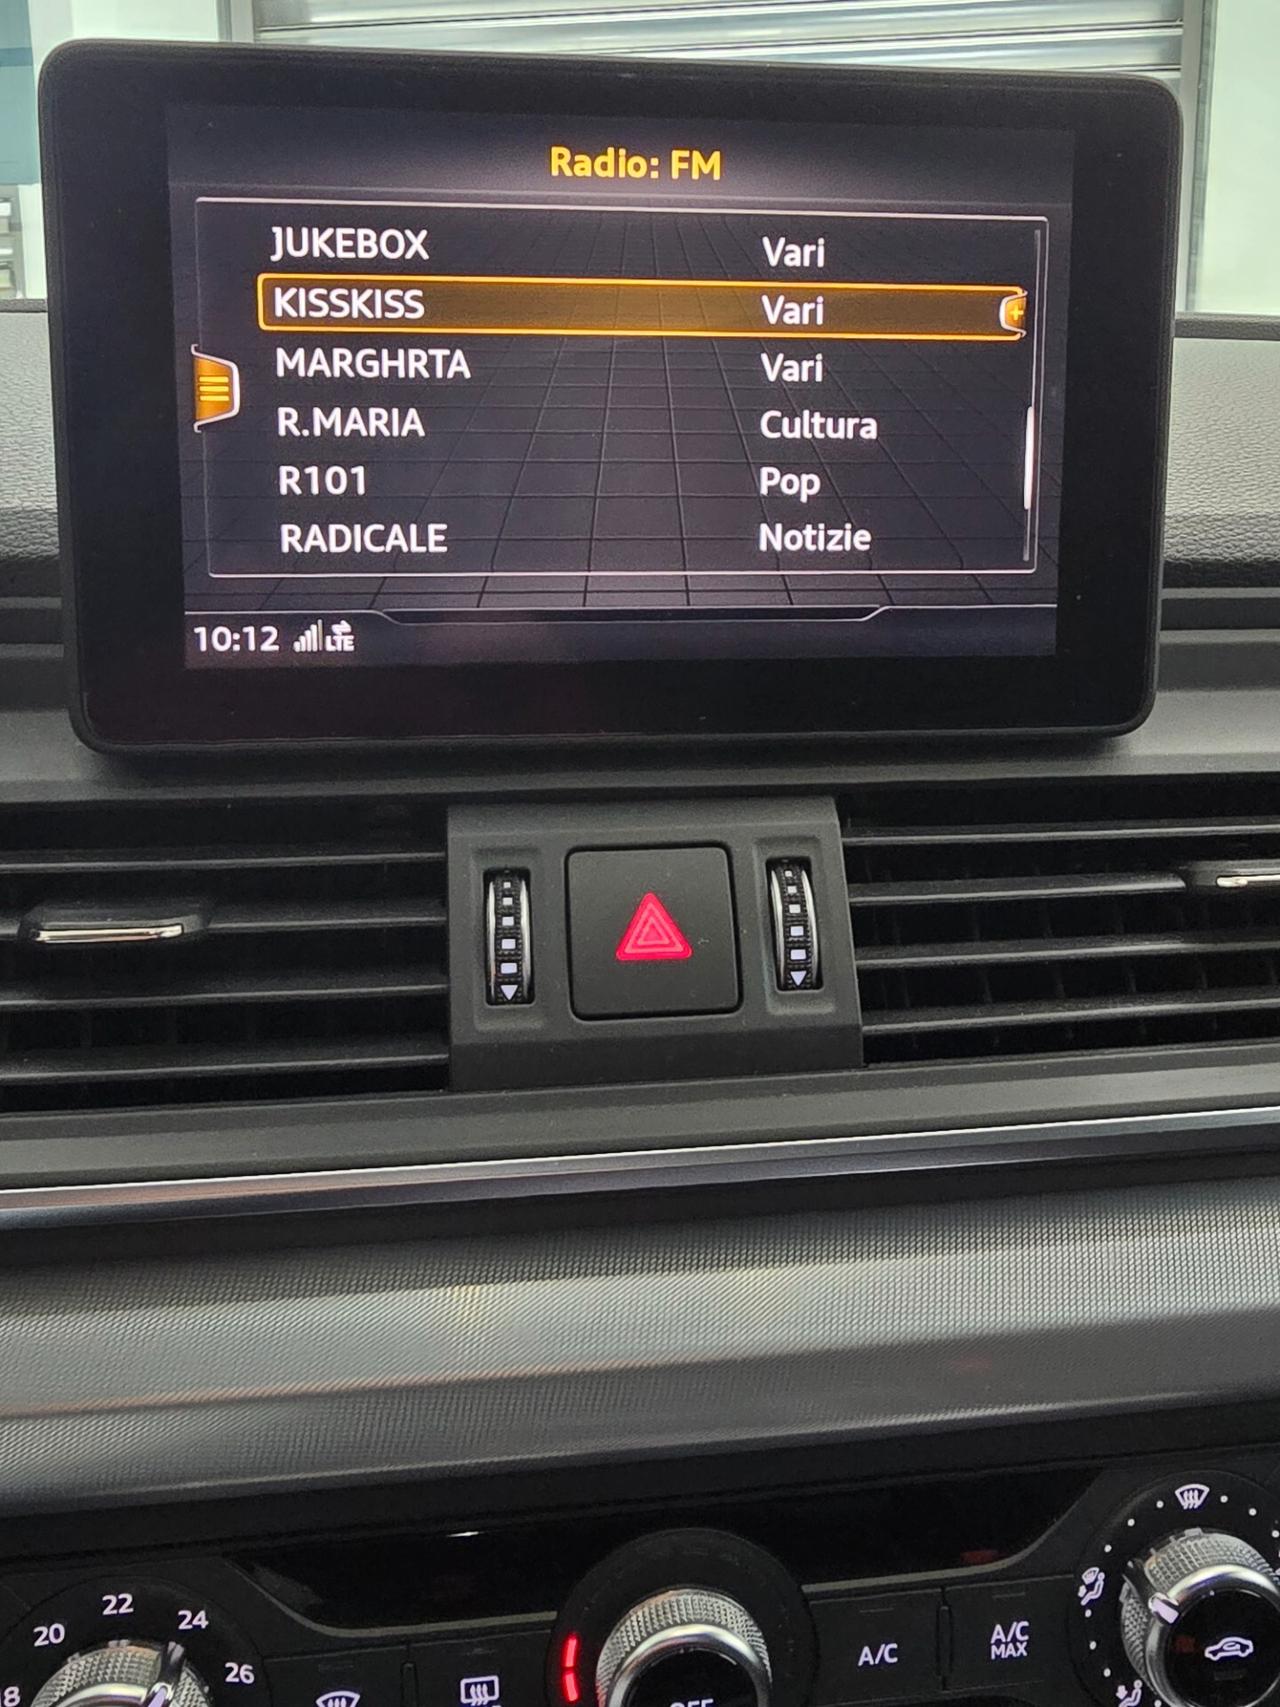 Radio: FM
JUKEBOX Vari
KISSKISS Vari
MARGHRTA Vari
R.MARIA Cultura
R101 Pop
RADICALE Notizie
10:12 LTE
18 20 22 24 26
A/C
A/C MAX